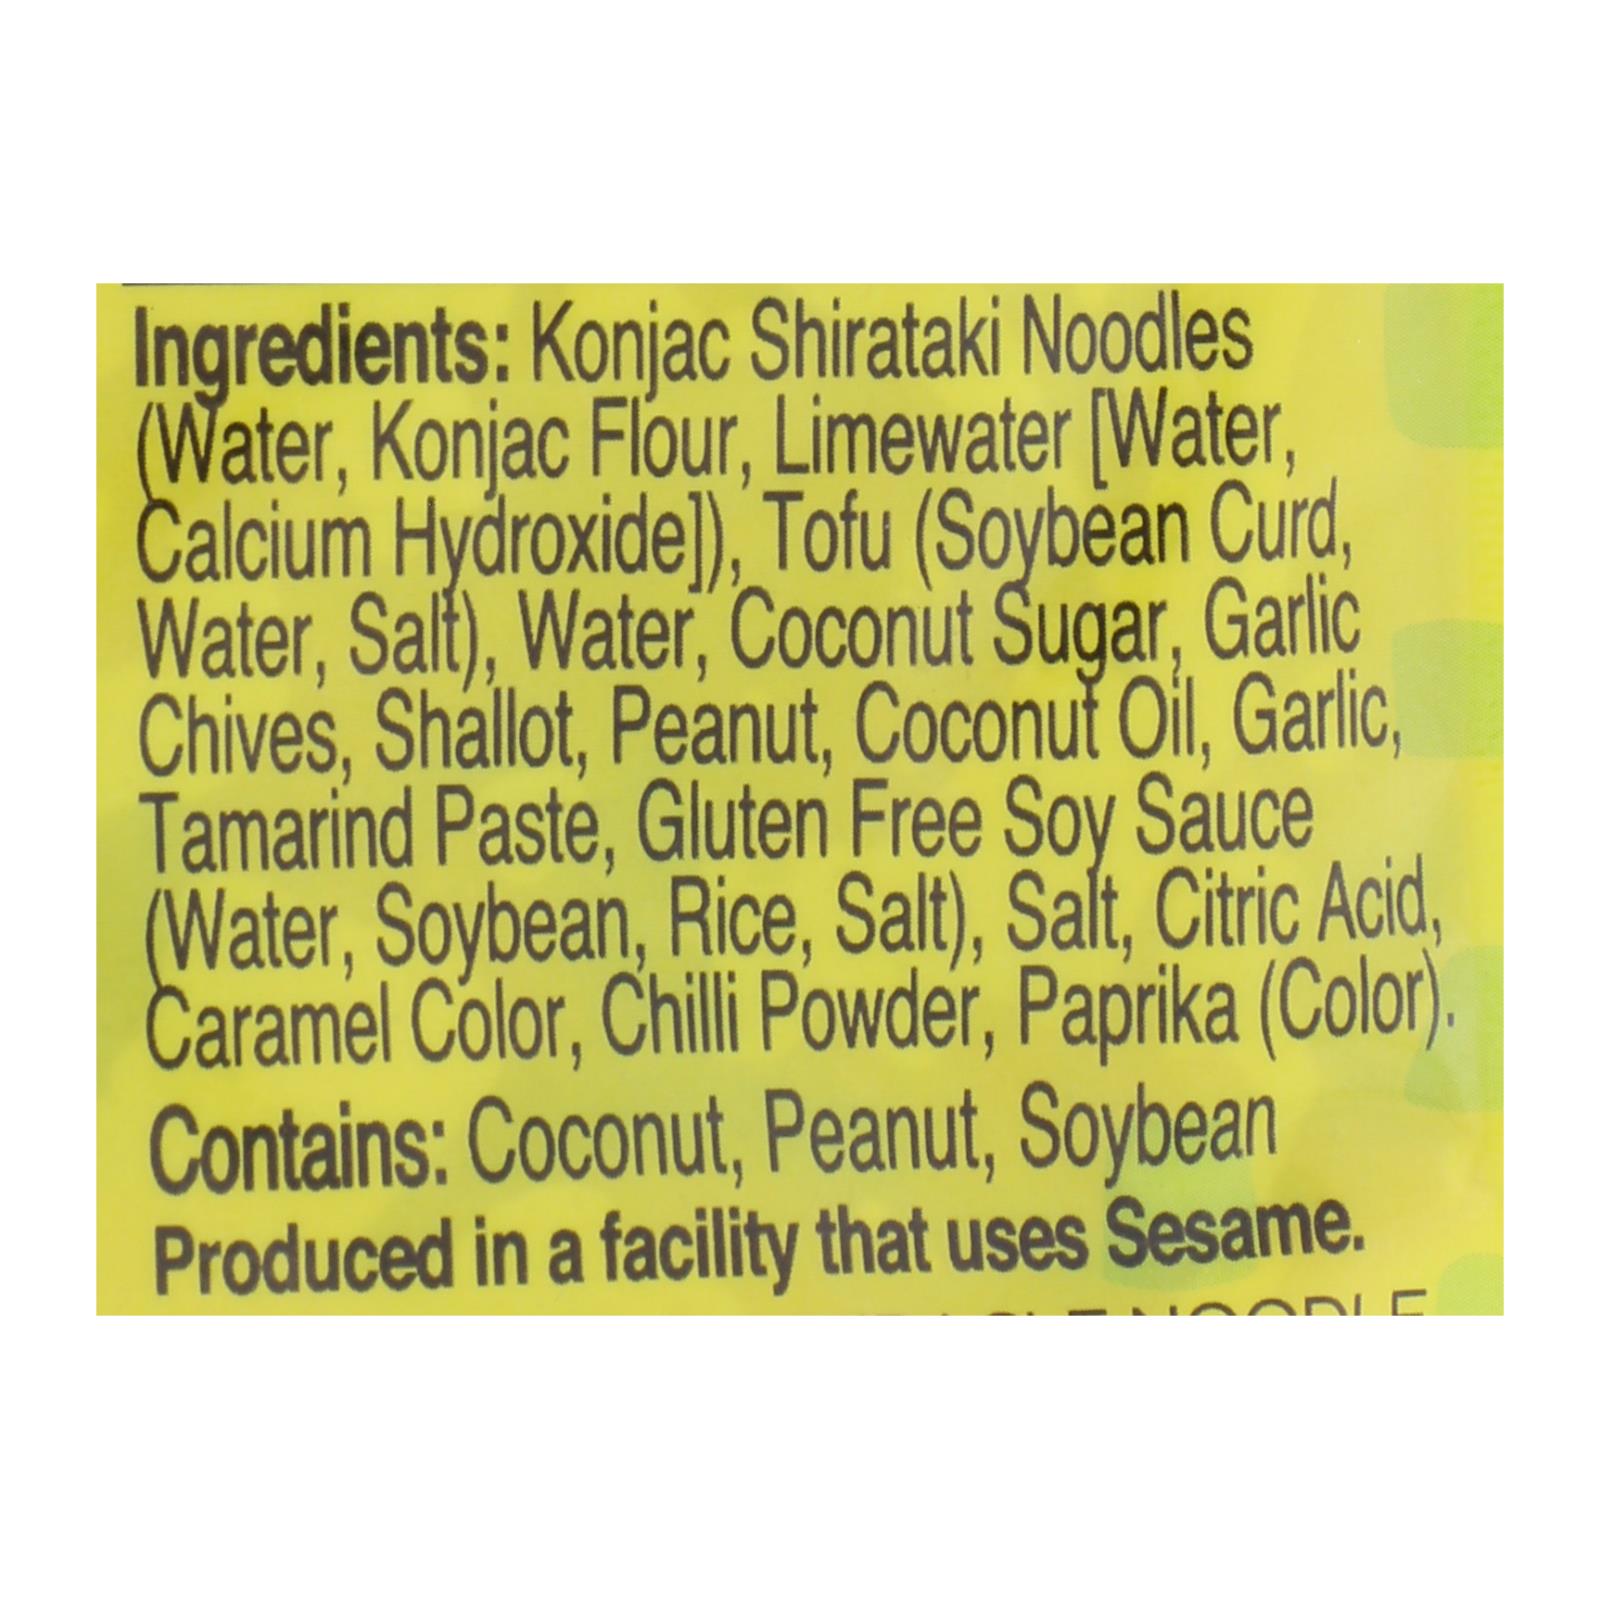 Ingredients: Konjac Shirataki Noodles
(Water, Konjac Flour, Limewater [Water,
Calcium Hydroxide]), Tofu (Soybean Curd,
Water, Salt), Water, Coconut Sugar, Garlic
Chives, Shallot, Peanut, Coconut Oil, Garlic,
Tamarind Paste, Gluten Free Soy Sauce
(Water, Soybean, Rice, Salt), Salt, Citric Acid,
Caramel Color, Chilli Powder, Paprika (Color).
Contains: Coconut, Peanut, Soybean
Produced in a facility that uses Sesame.
NOODLE